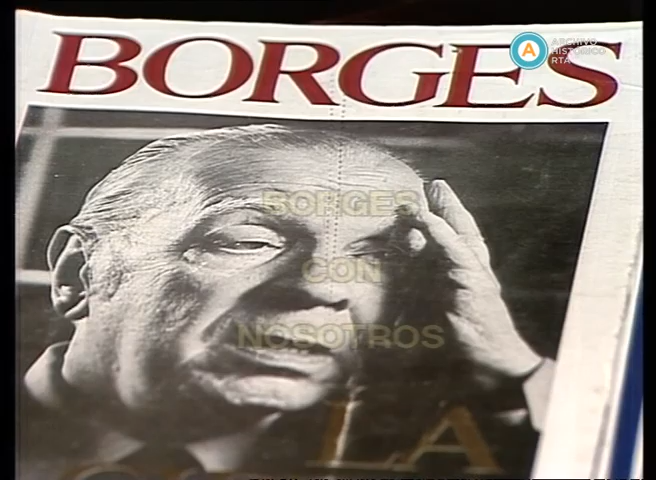 BORGES
A
ARCHIVO
HISTÓRICO
RTA
BORGES
CON
NOSOTROS
LA